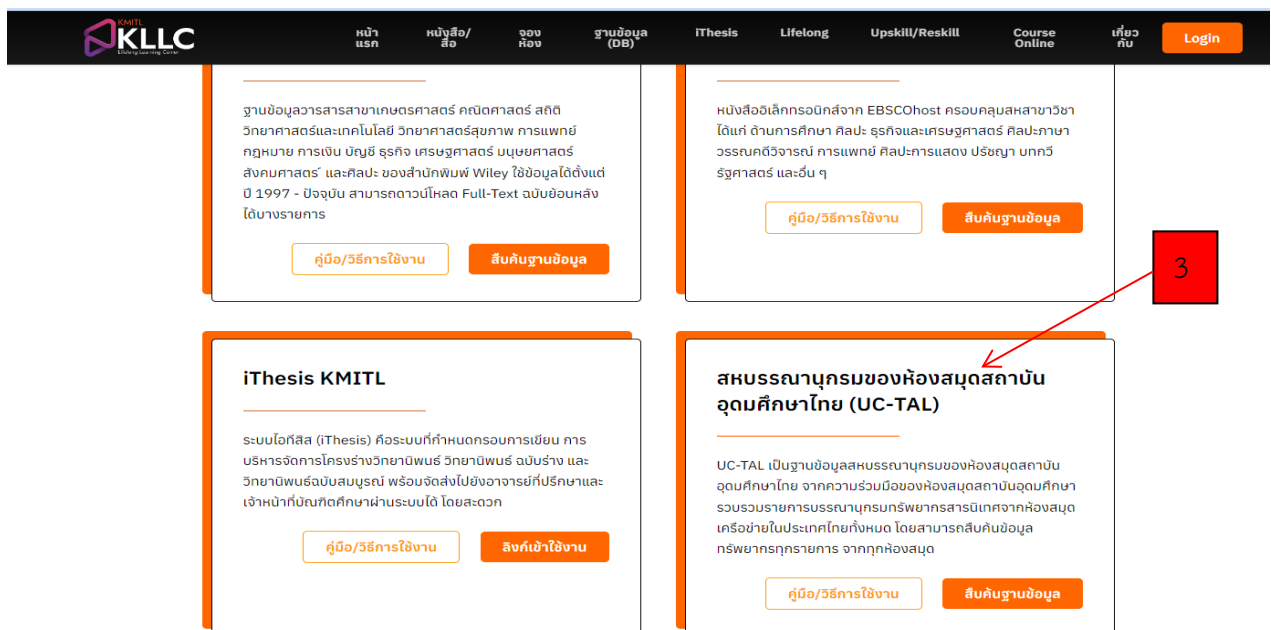 KMITL
KLLC
Lifelong Learning Center
หน้า
แรก
หนังสือ/
สื่อ
จอง
ห้อง
ฐานข้อมูล
(DB)
iThesis
Lifelong
Upskill/Reskill
Course
Online
เกี่ยว
กับ
Login
ฐานข้อมูลวารสารสาขาเกษตรศาสตร์ คณิตศาสตร์ สถิติ
วิทยาศาสตร์และเทคโนโลยี วิทยาศาสตร์สุขภาพ การแพทย์
กฎหมาย การเงิน บัญชี ธุรกิจ เศรษฐศาสตร์ มนุษยศาสตร์
สังคมศาสตร์ และศิลปะ ของสำนักพิมพ์ Wiley ใช้ข้อมูลได้ตั้งแต่
ปี 1997 - ปัจจุบัน สามารถดาวน์โหลด Full-Text ฉบับย้อนหลัง
ได้บางรายการ
คู่มือ/วิธีการใช้งาน
สืบค้นฐานข้อมูล
หนังสืออิเล็กทรอนิกส์จาก EBSCOhost ครอบคลุมสหสาขาวิชา
ได้แก่ ด้านการศึกษา ศิลปะ ธุรกิจและเศรษฐศาสตร์ ศิลปะภาษา
วรรณคดีวิจารณ์ การแพทย์ ศิลปะการแสดง ปรัชญา บทกวี
รัฐศาสตร์ และอื่น ๆ
คู่มือ/วิธีการใช้งาน
สืบค้นฐานข้อมูล
3
iThesis KMITL
ระบบไอทีสิส (iThesis) คือระบบที่กำหนดกรอบการเขียน การ
บริหารจัดการโครงร่างวิทยานิพนธ์ วิทยานิพนธ์ ฉบับร่าง และ
วิทยานิพนธ์ฉบับสมบูรณ์ พร้อมจัดส่งไปยังอาจารย์ที่ปรึกษาและ
เจ้าหน้าที่บัณฑิตศึกษาผ่านระบบได้ โดยสะดวก
คู่มือ/วิธีการใช้งาน
ลิงก์เข้าใช้งาน
สหบรรณานุกรมของห้องสมุดสถาบัน
อุดมศึกษาไทย (UC-TAL)
UC-TAL เป็นฐานข้อมูลสหบรรณานุกรมของห้องสมุดสถาบัน
อุดมศึกษาไทย จากความร่วมมือของห้องสมุดสถาบันอุดมศึกษา
รวบรวมรายการบรรณานุกรมทรัพยากรสารนิเทศจากห้องสมุด
เครือข่ายในประเทศไทยทั้งหมด โดยสามารถสืบค้นข้อมูล
ทรัพยากรทุกรายการ จากทุกห้องสมุด
คู่มือ/วิธีการใช้งาน
สืบค้นฐานข้อมูล